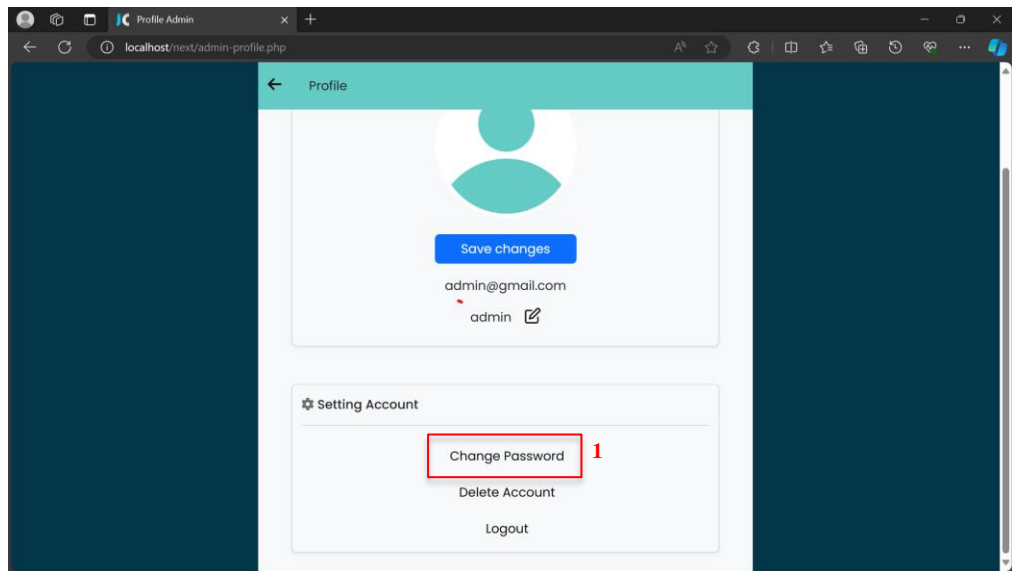 Profile Admin
localhost/next/admin-profile.php
Profile
Save changes
admin@gmail.com
admin
Setting Account
Change Password
1
Delete Account
Logout